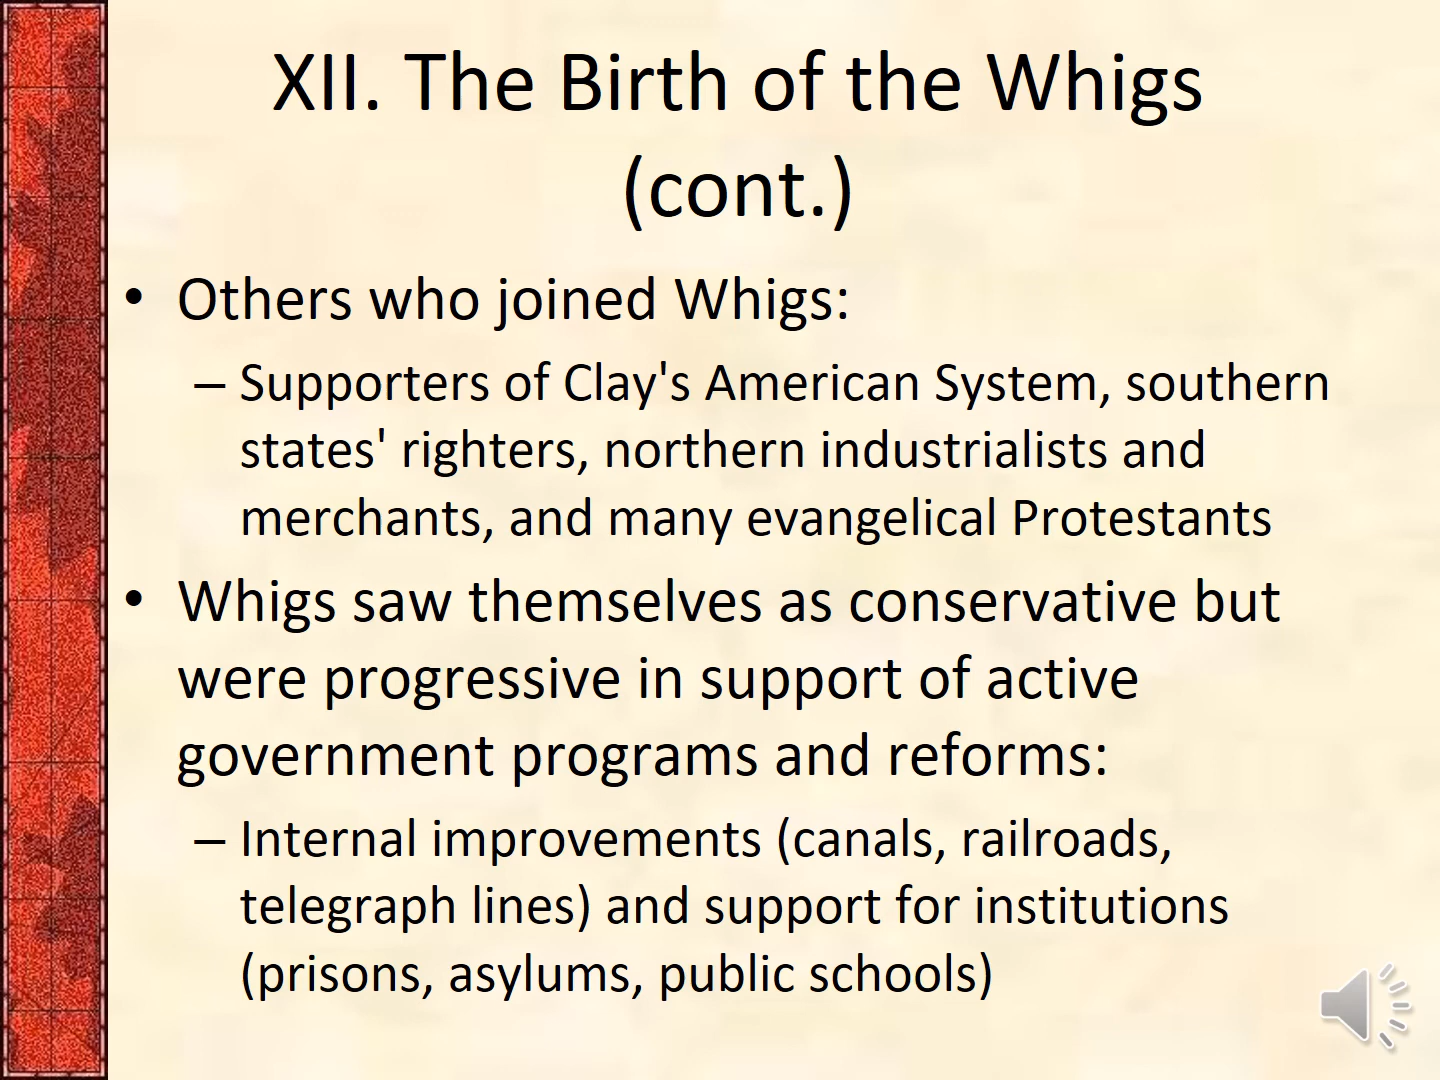 XII. The Birth of the Whigs
(cont.)
• Others who joined Whigs:
– Supporters of Clay's American System, southern
states' righters, northern industrialists and
merchants, and many evangelical Protestants
• Whigs saw themselves as conservative but
were progressive in support of active
government programs and reforms:
– Internal improvements (canals, railroads,
telegraph lines) and support for institutions
(prisons, asylums, public schools)